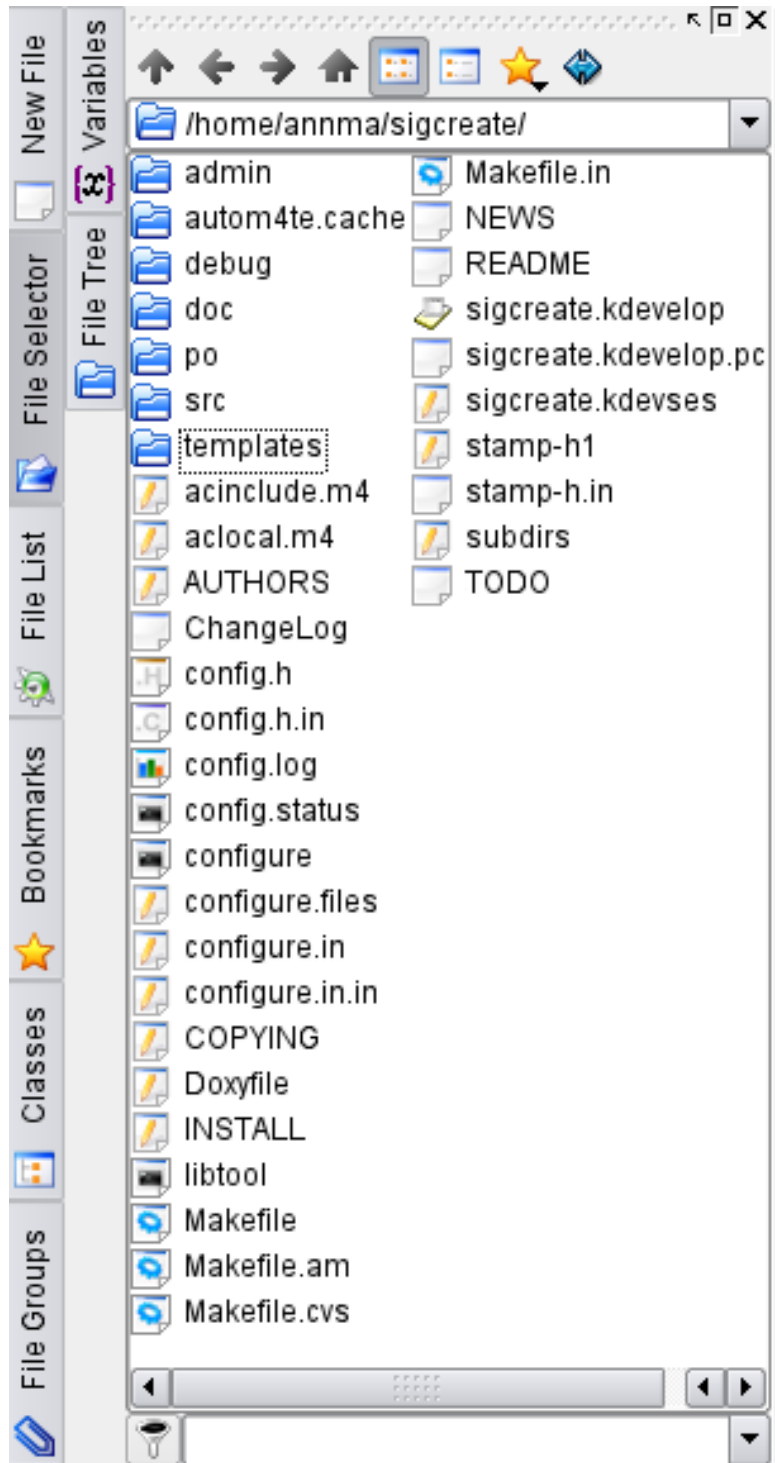 New File
File Selector
File List
Bookmarks
Classes
File Groups
Variables
File Tree
/home/annma/sigcreate/
admin
autom4te.cache
debug
doc
po
src
templates
acinclude.m4
aclocal.m4
AUTHORS
ChangeLog
config.h
config.h.in
config.log
config.status
configure
configure.files
configure.in
configure.in.in
COPYING
Doxyfile
INSTALL
libtool
Makefile
Makefile.am
Makefile.cvs
Makefile.in
NEWS
README
sigcreate.kdevelop
sigcreate.kdevelop.pc
sigcreate.kdevses
stamp-h1
stamp-h.in
subdirs
TODO